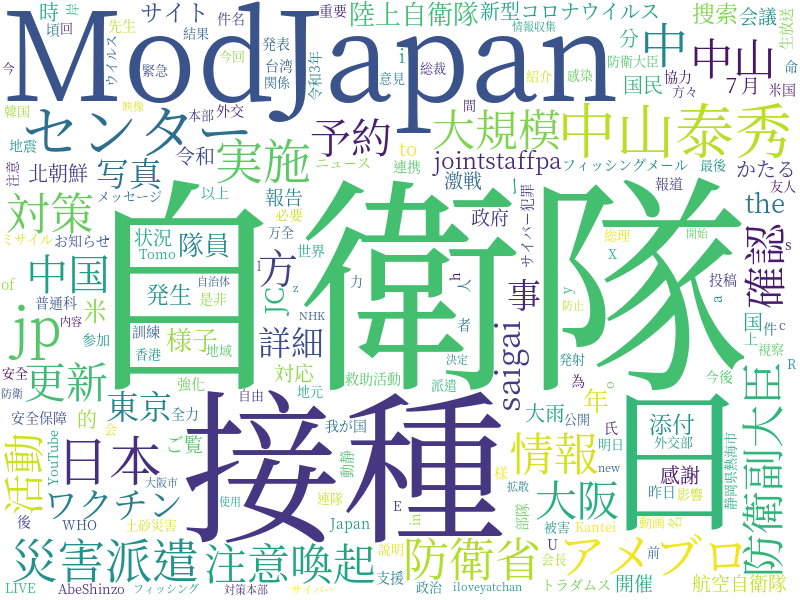 時
頃
回
件
先生
サイト
件名
重要
陸上自衛隊
新型コロナウイルス
情報収集
搜索
会議
生放送
ウイルス
結果
緊急
今回
発表
台湾
関係
令和3年
i
意見
総裁
分
防衛大臣
国民
協力
方々
命
米国
今
ModJapan
紹介
感染
中
中山
7月
韓国
映像
本部
外交
間
地震
センター
予約
大規模
中山泰秀
注意
北朝鮮
写真
令和
実施
ニュース
to
連携
jointstaffpa
フィッシングメール
最後
かたる
友人
メッセージ
以上
報告
激戦
ー
サイバー犯罪
報道
the
対策
必要
政府
ミサイル
お知らせ
状況
Tomo
隊員
万全
世界
総理
開始
確認
s
of
中国
発生
自治体
是非
方
l
z
力
人
h
事
y
X
防止
投稿
a
普通科
米
JC
NHK
者
saigai
国
件
c
上
jp
内容
参加
訓練
香港
様子
地域
詳細
決定
発射
為
視察
自衛隊
安全
防衛
更新
強化
対応
自由
地元
救助活動
派遣
年
o
今後
R
安全保障
東京
全力
的
会
我が国
大雨
公開
氏
明日
添付
外交部
静岡県熱海市
防衛副大臣
活動
日本
YouTube
ご覧
大阪市
接種
動静
様
情報
new
感謝
日
後
ワクチン
WHO
土砂災害
使用
連隊
E
拡散
大阪
昨日
影響
Japan
in
部隊
被害
Kantei
動画
名
災害派遣
注意喚起
説明
防衛省
U
会長
アメブロ
前
LIVE
AbeShinzo
フィッシング
対策本部
サイバー
支援
政治
iloveyatchan
トラダムス
開催
航空自衛隊